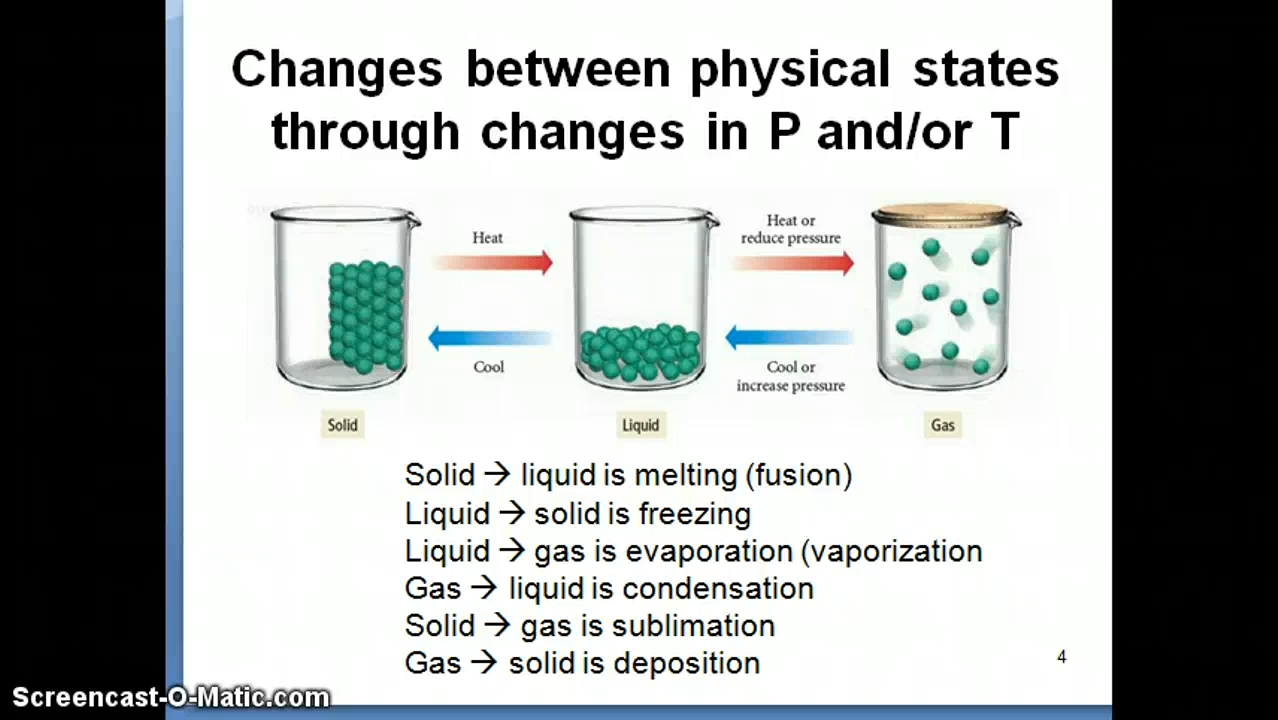 Changes between physical states
through changes in P and/or T
Heat
Heat or
reduce pressure
Cool
Cool or
increase pressure
Solid
Liquid
Gas
Solid → liquid is melting (fusion)
Liquid → solid is freezing
Liquid → gas is evaporation (vaporization
Gas → liquid is condensation
Solid → gas is sublimation
Gas → solid is deposition
4
Screencast-O-Matic.com